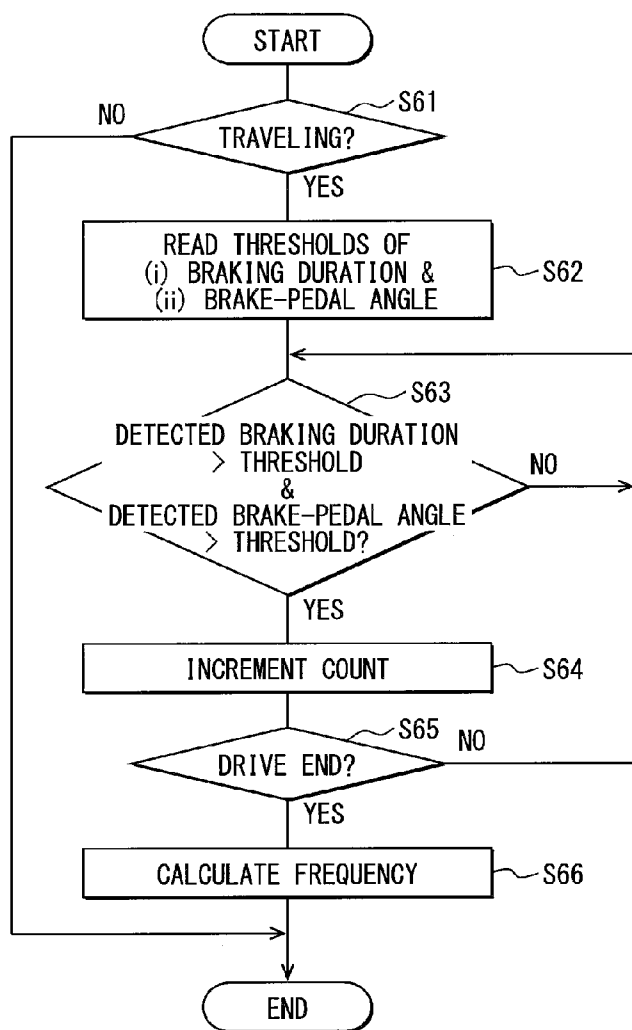 START
S61
NO
TRAVELING?
YES
READ THRESHOLDS OF
(i) BRAKING DURATION &
(ii) BRAKE-PEDAL ANGLE
S62
S63
DETECTED BRAKING DURATION
> THRESHOLD
&
DETECTED BRAKE-PEDAL ANGLE
> THRESHOLD?
NO
YES
INCREMENT COUNT
S64
S65
DRIVE END?
NO
YES
CALCULATE FREQUENCY
S66
END